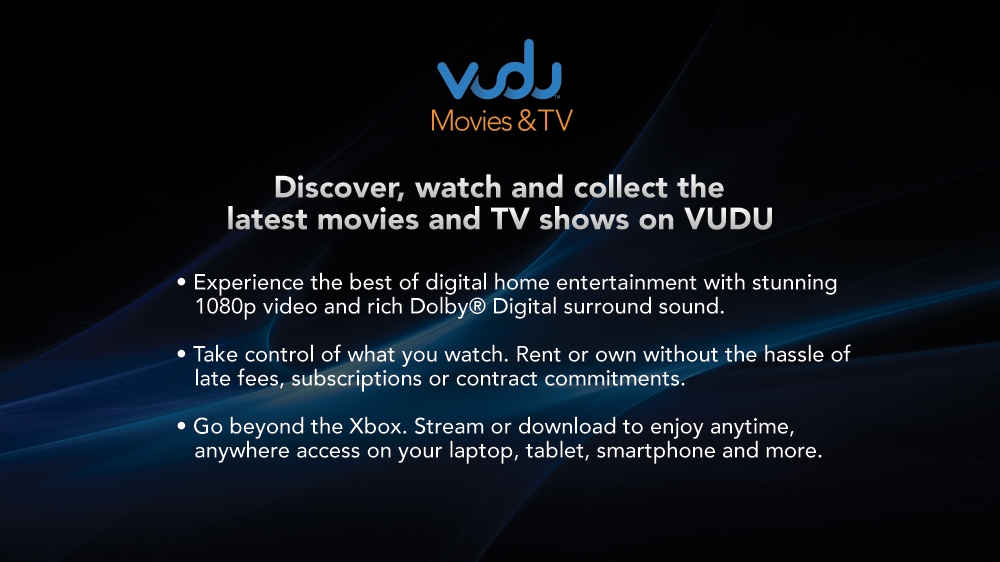 vudu™
Movies & TV
Discover, watch and collect the
latest movies and TV shows on VUDU
• Experience the best of digital home entertainment with stunning
1080p video and rich Dolby® Digital surround sound.
• Take control of what you watch. Rent or own without the hassle of
late fees, subscriptions or contract commitments.
• Go beyond the Xbox. Stream or download to enjoy anytime,
anywhere access on your laptop, tablet, smartphone and more.